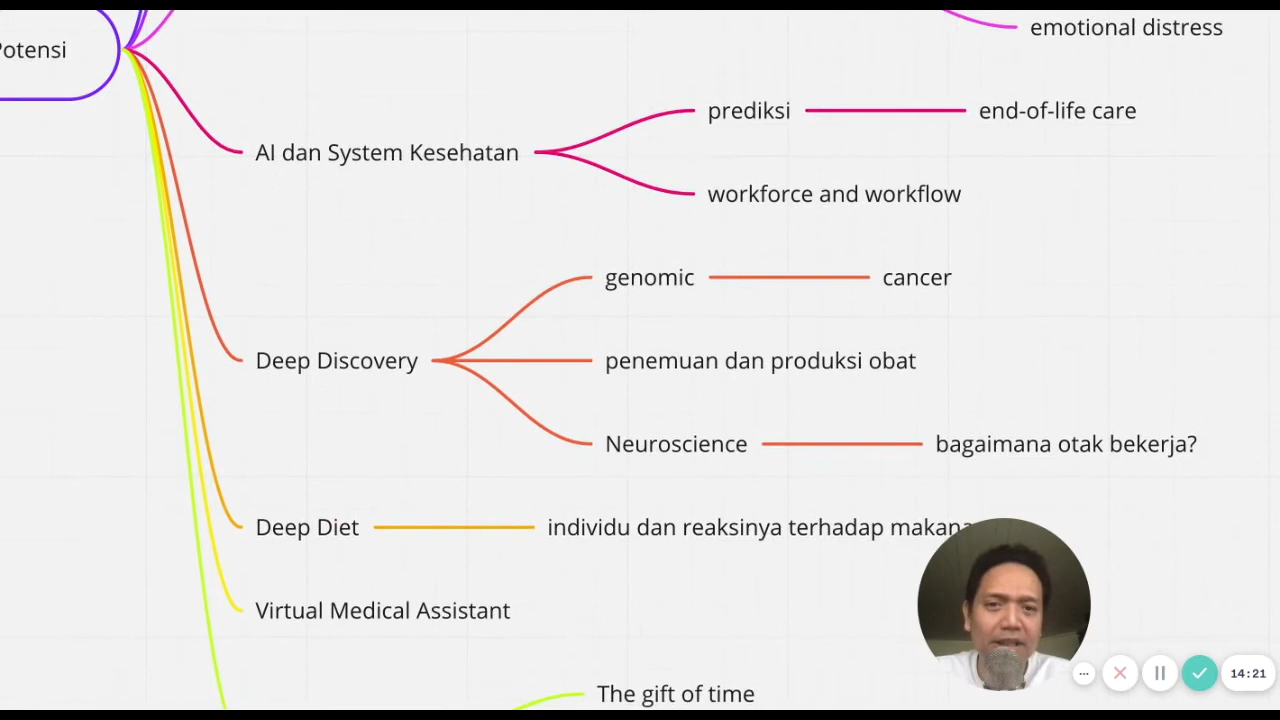 emotional distress
Potensi
prediksi
end-of-life care
AI dan System Kesehatan
workforce and workflow
genomic
cancer
Deep Discovery
penemuan dan produksi obat
Neuroscience
bagaimana otak bekerja?
Deep Diet
individu dan reaksinya terhadap makana
Virtual Medical Assistant
14:21
The gift of time